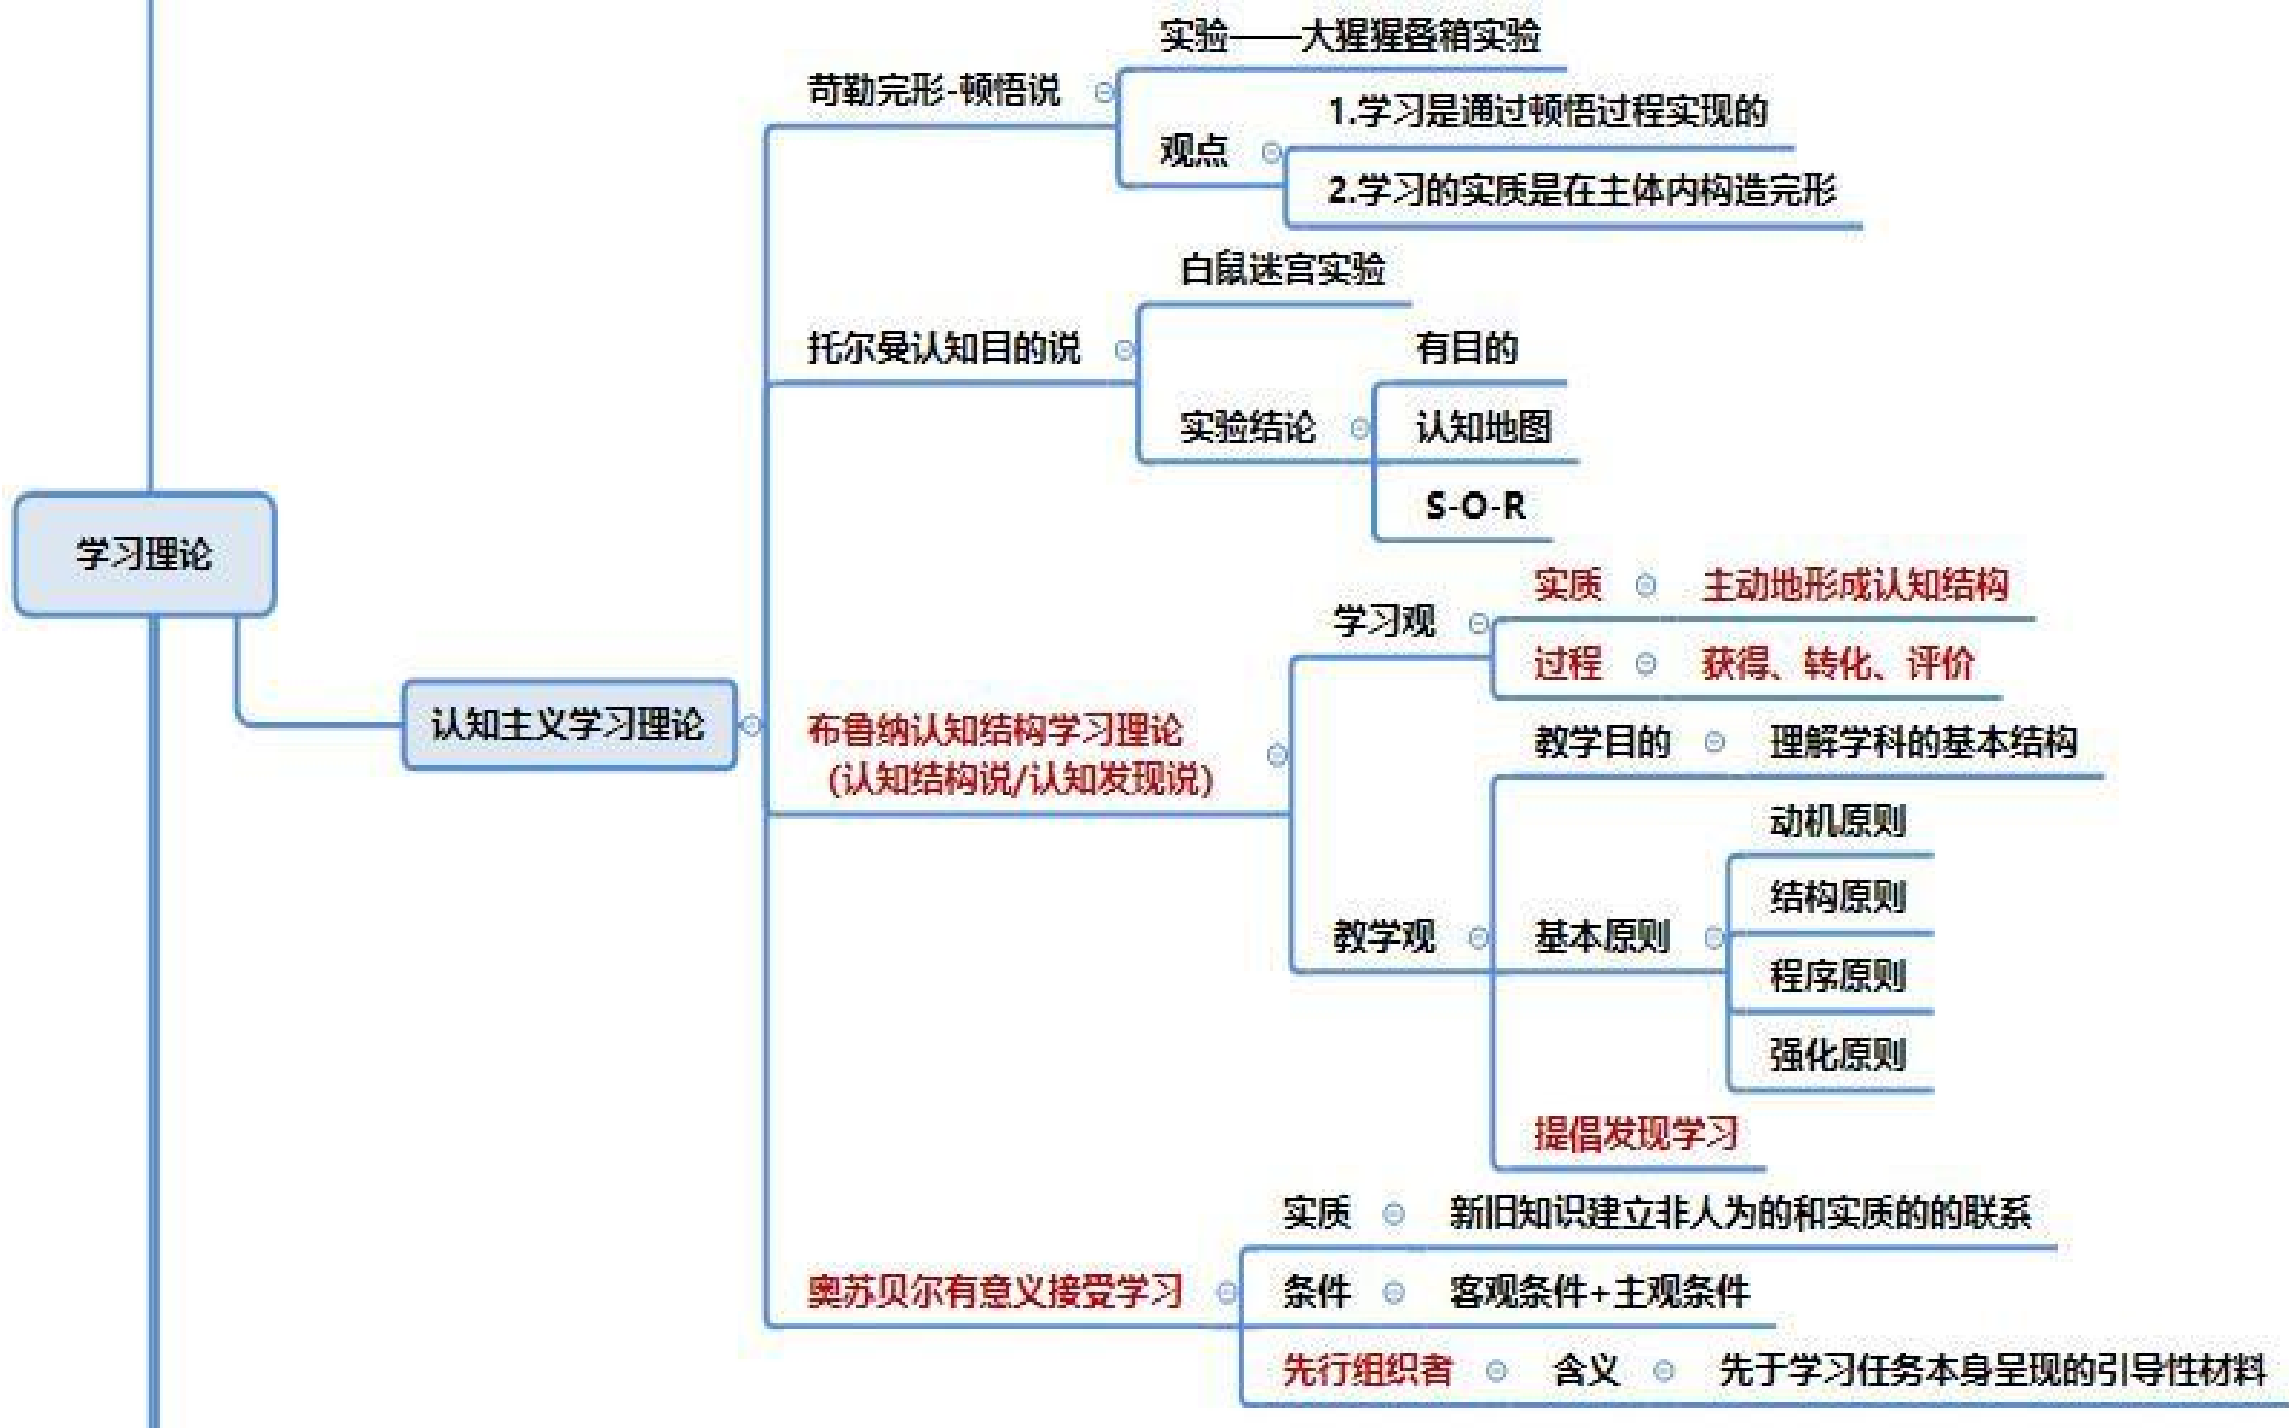 实验——大猩猩叠箱实验
苛勒完形-顿悟说
1.学习是通过顿悟过程实现的
观点
2.学习的实质是在主体内构造完形
白鼠迷宫实验
托尔曼认知目的说
有目的
实验结论
认知地图
S-O-R
学习理论
认知主义学习理论
实质 主动地形成认知结构
学习观
过程 获得、转化、评价
布鲁纳认知结构学习理论
（认知结构说/认知发现说）
教学目的 理解学科的基本结构
动机原则
结构原则
教学观
基本原则
程序原则
强化原则
提倡发现学习
实质 新旧知识建立非人为的和实质的的联系
奥苏贝尔有意义接受学习
条件 客观条件+主观条件
先行组织者 含义 先于学习任务本身呈现的引导性材料